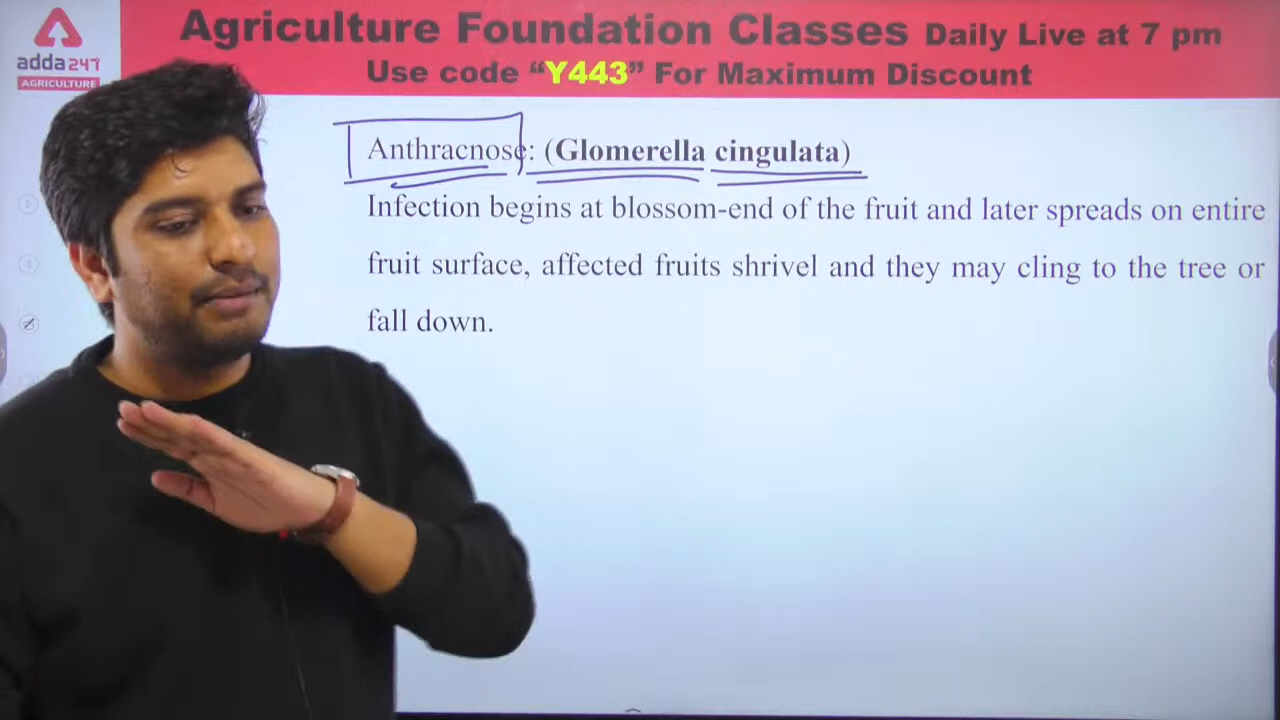 Agriculture Foundation Classes Daily Live at 7 pm
Use code “Y443” For Maximum Discount
adda247
AGRICULTURE
Anthracnose: (Glomerella cingulata)
Infection begins at blossom-end of the fruit and later spreads on entire
fruit surface, affected fruits shrivel and they may cling to the tree or
fall down.